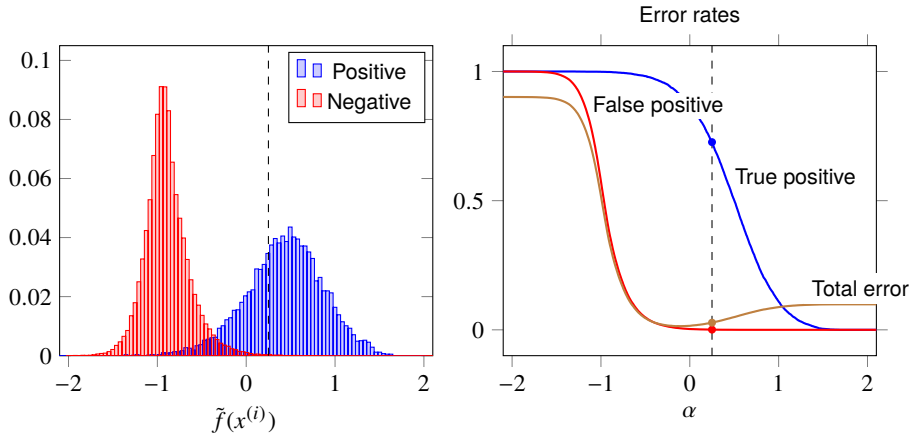 Error rates
0.1
0.08
0.06
0.04
0.02
0
−2 −1 0 1 2
f̃(x⁽ⁱ⁾)
Positive
Negative
1
0.5
0
−2 −1 0 1 2
α
False positive
True positive
Total error